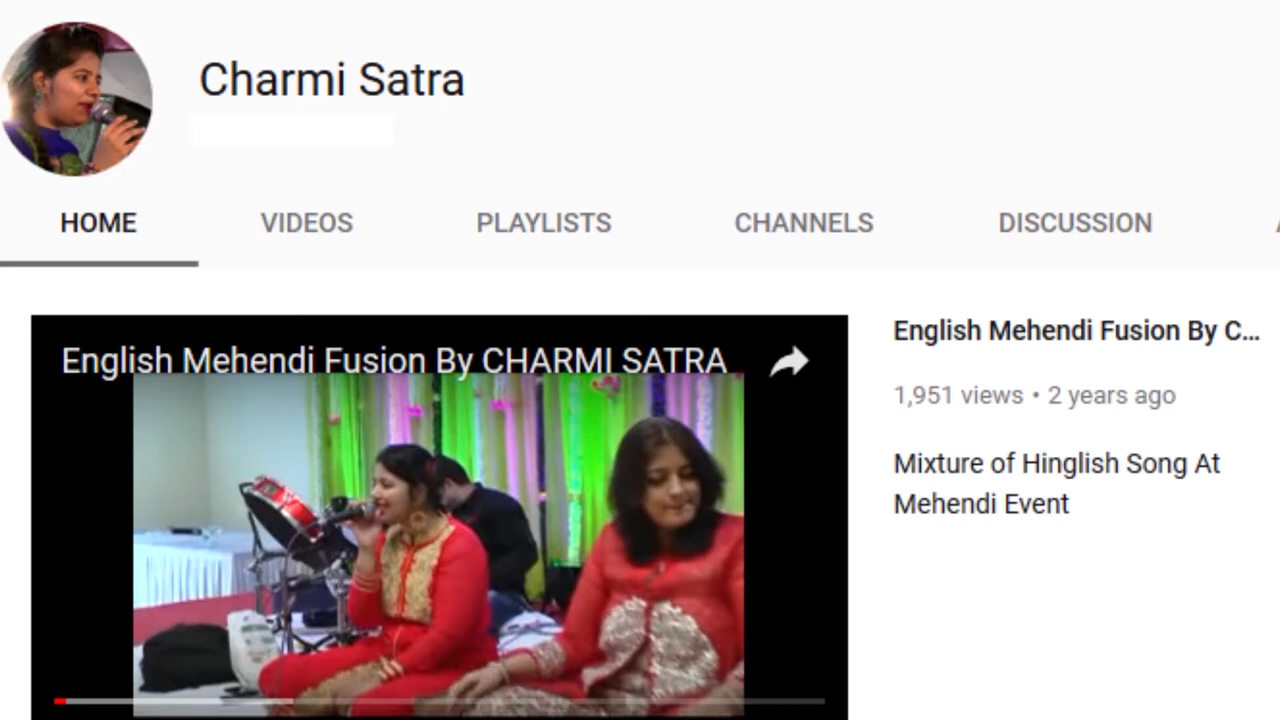 Charmi Satra
HOME VIDEOS PLAYLISTS CHANNELS DISCUSSION
English Mehendi Fusion By CHARMI SATRA
English Mehendi Fusion By C...
1,951 views • 2 years ago
Mixture of Hinglish Song At
Mehendi Event